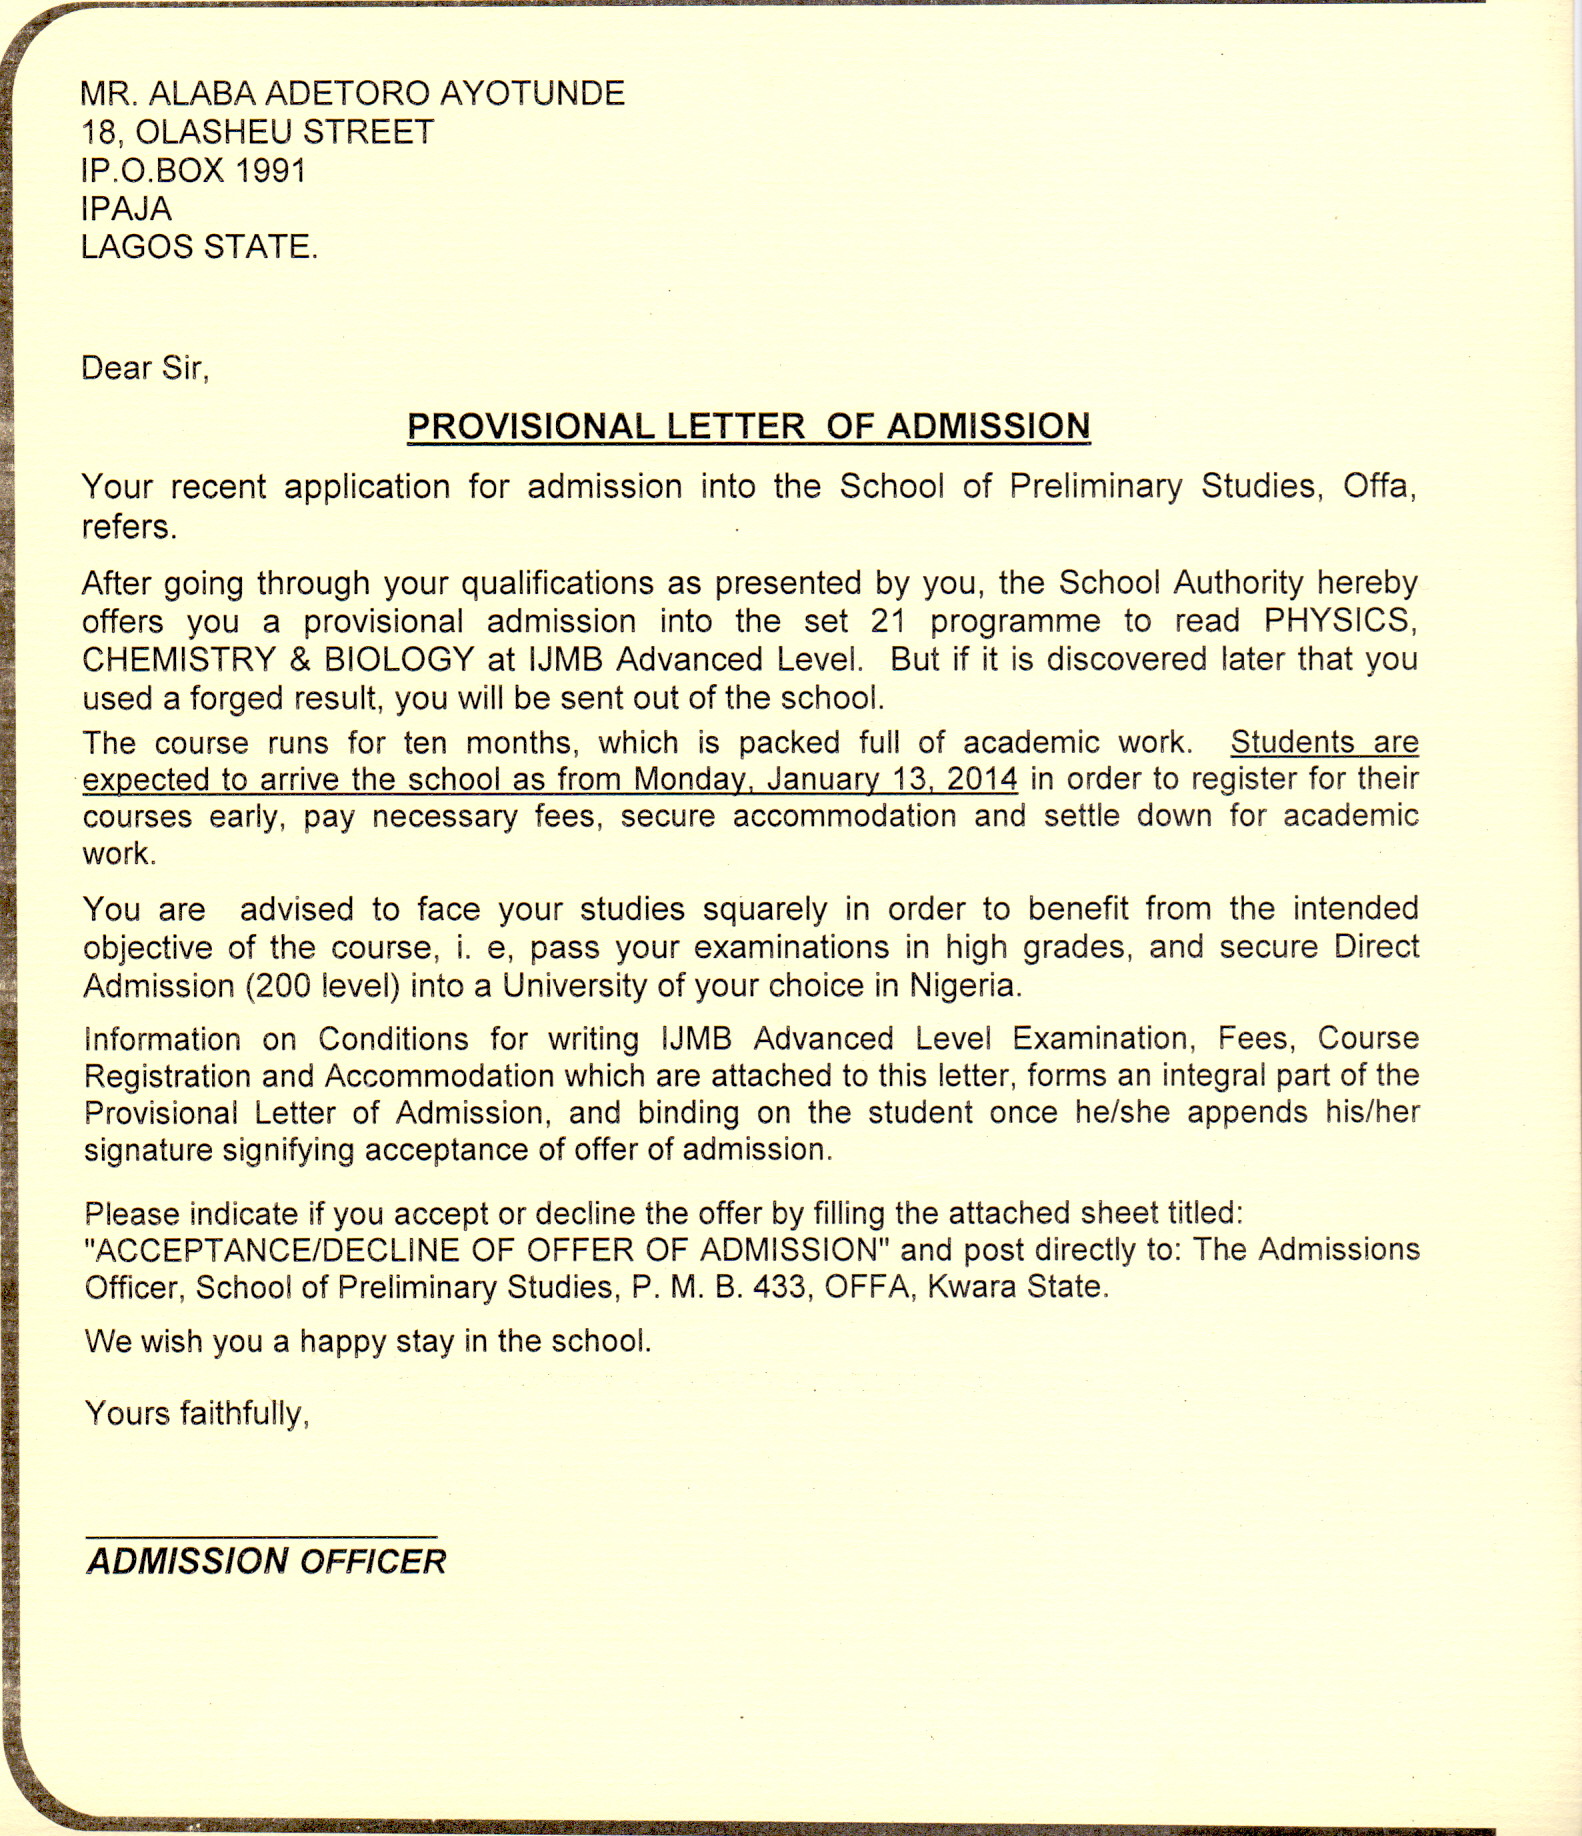 MR. ALABA ADETORO AYOTUNDE
18, OLASHEU STREET
IP.O.BOX 1991
IPAJA
LAGOS STATE.
Dear Sir,
PROVISIONAL LETTER OF ADMISSION
Your recent application for admission into the School of Preliminary Studies, Offa,
refers.
After going through your qualifications as presented by you, the School Authority hereby
offers you a provisional admission into the set 21 programme to read PHYSICS,
CHEMISTRY & BIOLOGY at IJMB Advanced Level. But if it is discovered later that you
used a forged result, you will be sent out of the school.
The course runs for ten months, which is packed full of academic work. Students are
expected to arrive the school as from Monday, January 13, 2014 in order to register for their
courses early, pay necessary fees, secure accommodation and settle down for academic
work.
You are advised to face your studies squarely in order to benefit from the intended
objective of the course, i. e, pass your examinations in high grades, and secure Direct
Admission (200 level) into a University of your choice in Nigeria.
Information on Conditions for writing IJMB Advanced Level Examination, Fees, Course
Registration and Accommodation which are attached to this letter, forms an integral part of the
Provisional Letter of Admission, and binding on the student once he/she appends his/her
signature signifying acceptance of offer of admission.
Please indicate if you accept or decline the offer by filling the attached sheet titled:
"ACCEPTANCE/DECLINE OF OFFER OF ADMISSION" and post directly to: The Admissions
Officer, School of Preliminary Studies, P. M. B. 433, OFFA, Kwara State.
We wish you a happy stay in the school.
Yours faithfully,
ADMISSION OFFICER